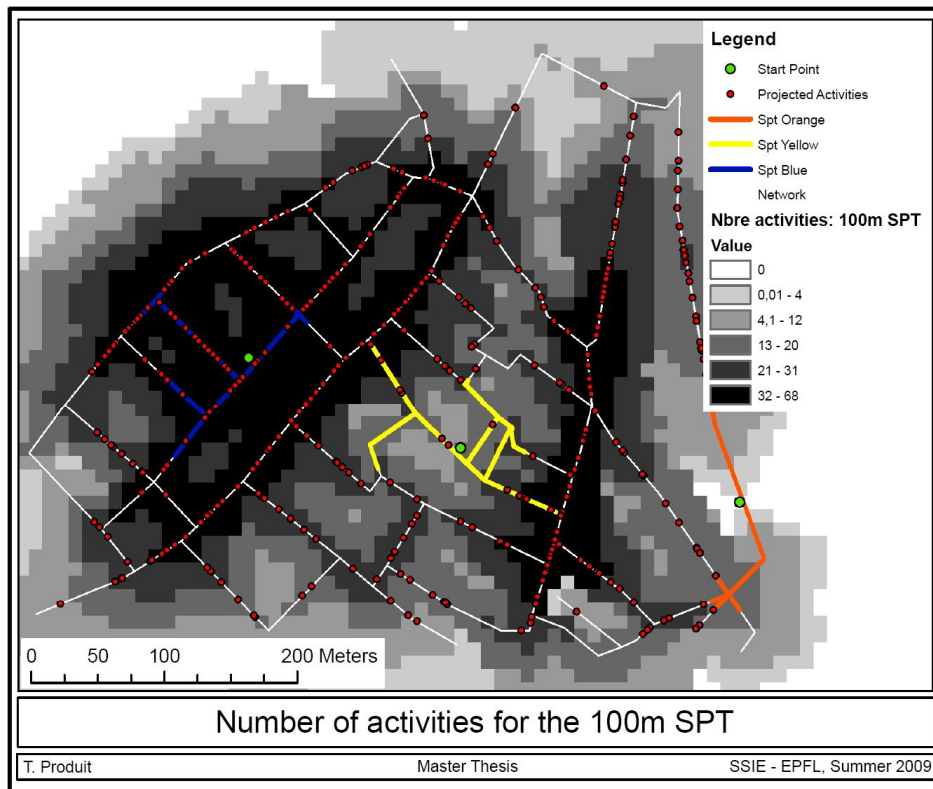 Legend
Start Point
Projected Activities
Spt Orange
Spt Yellow
Spt Blue
Network
Nbre activities: 100m SPT
Value
0
0,01 - 4
4,1 - 12
13 - 20
21 - 31
32 - 68
0 50 100 200 Meters
Number of activities for the 100m SPT
T. Produit Master Thesis SSIE - EPFL, Summer 2009